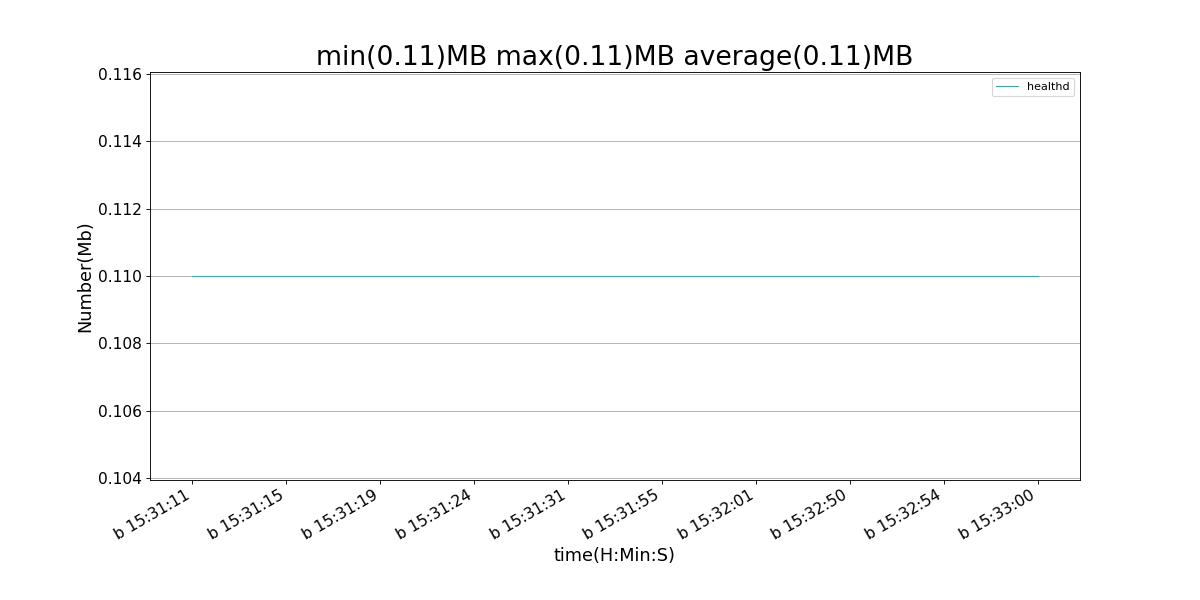 min(0.11)MB max(0.11)MB average(0.11)MB
healthd
0.116
0.114
0.112
0.110
0.108
0.106
0.104
Number(Mb)
b 15:31:11
b 15:31:15
b 15:31:19
b 15:31:24
b 15:31:31
b 15:31:55
b 15:32:01
b 15:32:50
b 15:32:54
b 15:33:00
time(H:Min:S)